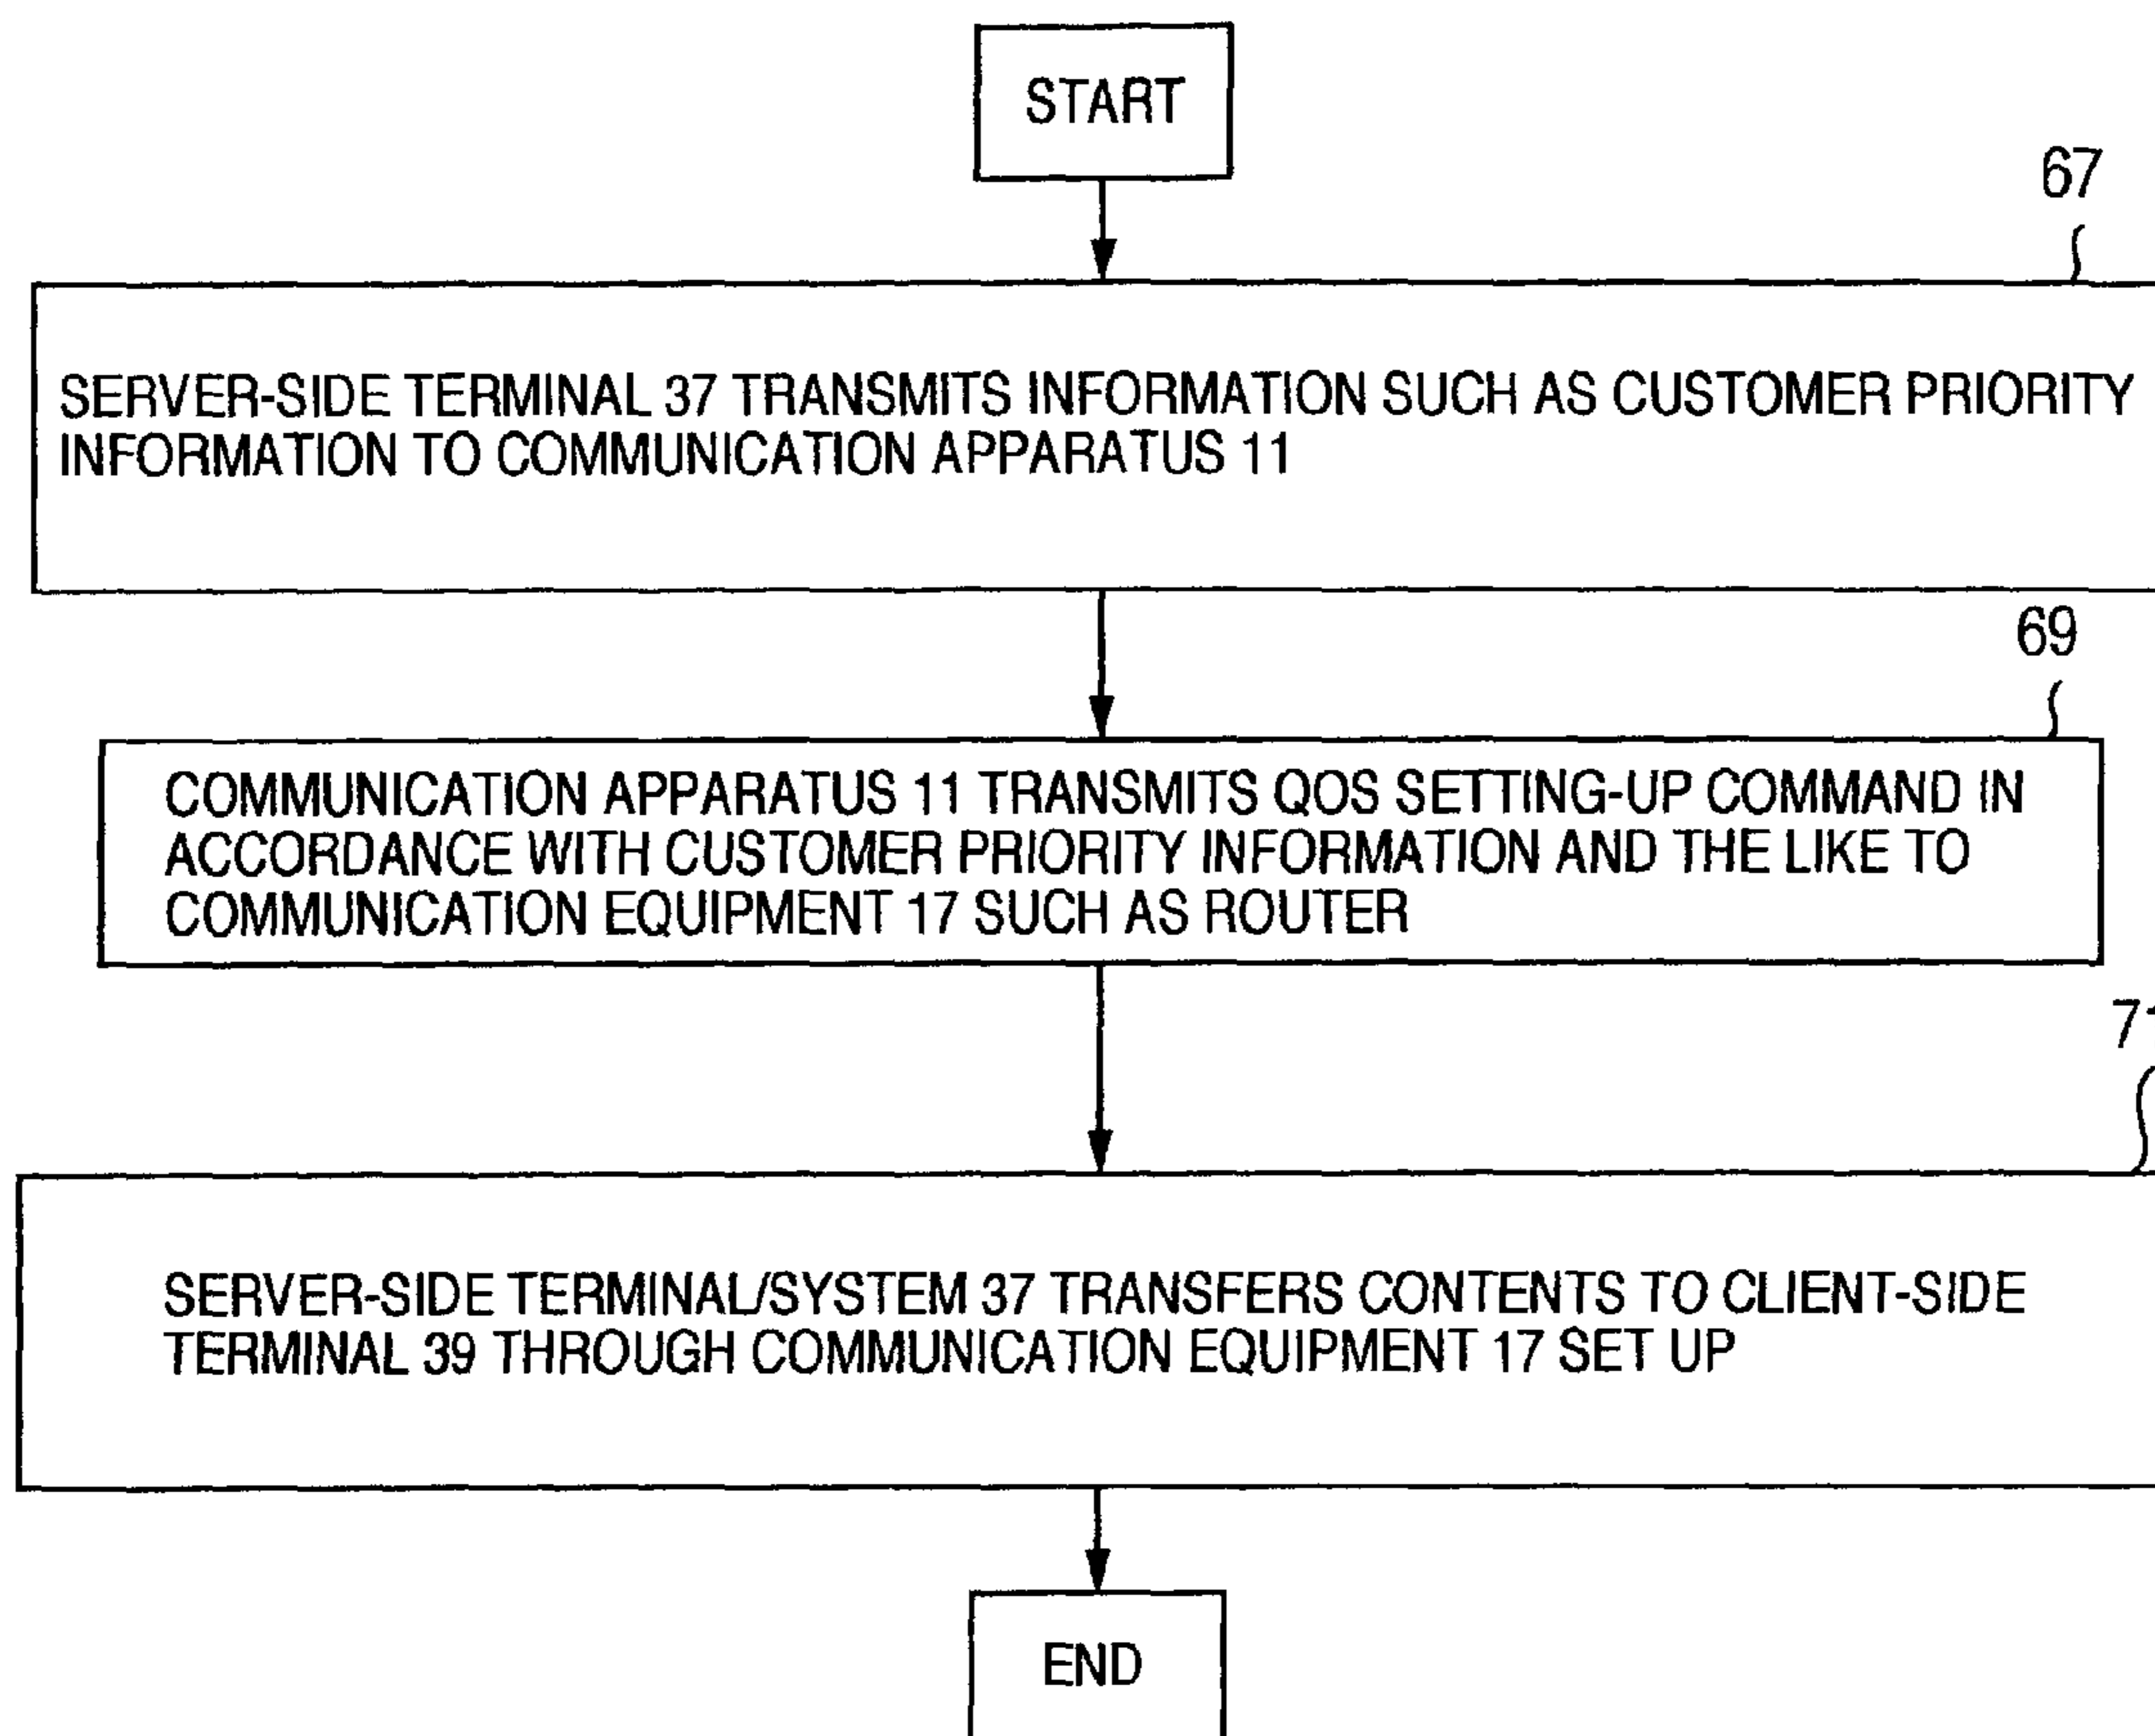 START
67
SERVER-SIDE TERMINAL 37 TRANSMITS INFORMATION SUCH AS CUSTOMER PRIORITY
INFORMATION TO COMMUNICATION APPARATUS 11
69
COMMUNICATION APPARATUS 11 TRANSMITS QOS SETTING-UP COMMAND IN
ACCORDANCE WITH CUSTOMER PRIORITY INFORMATION AND THE LIKE TO
COMMUNICATION EQUIPMENT 17 SUCH AS ROUTER
71
SERVER-SIDE TERMINAL/SYSTEM 37 TRANSFERS CONTENTS TO CLIENT-SIDE
TERMINAL 39 THROUGH COMMUNICATION EQUIPMENT 17 SET UP
END